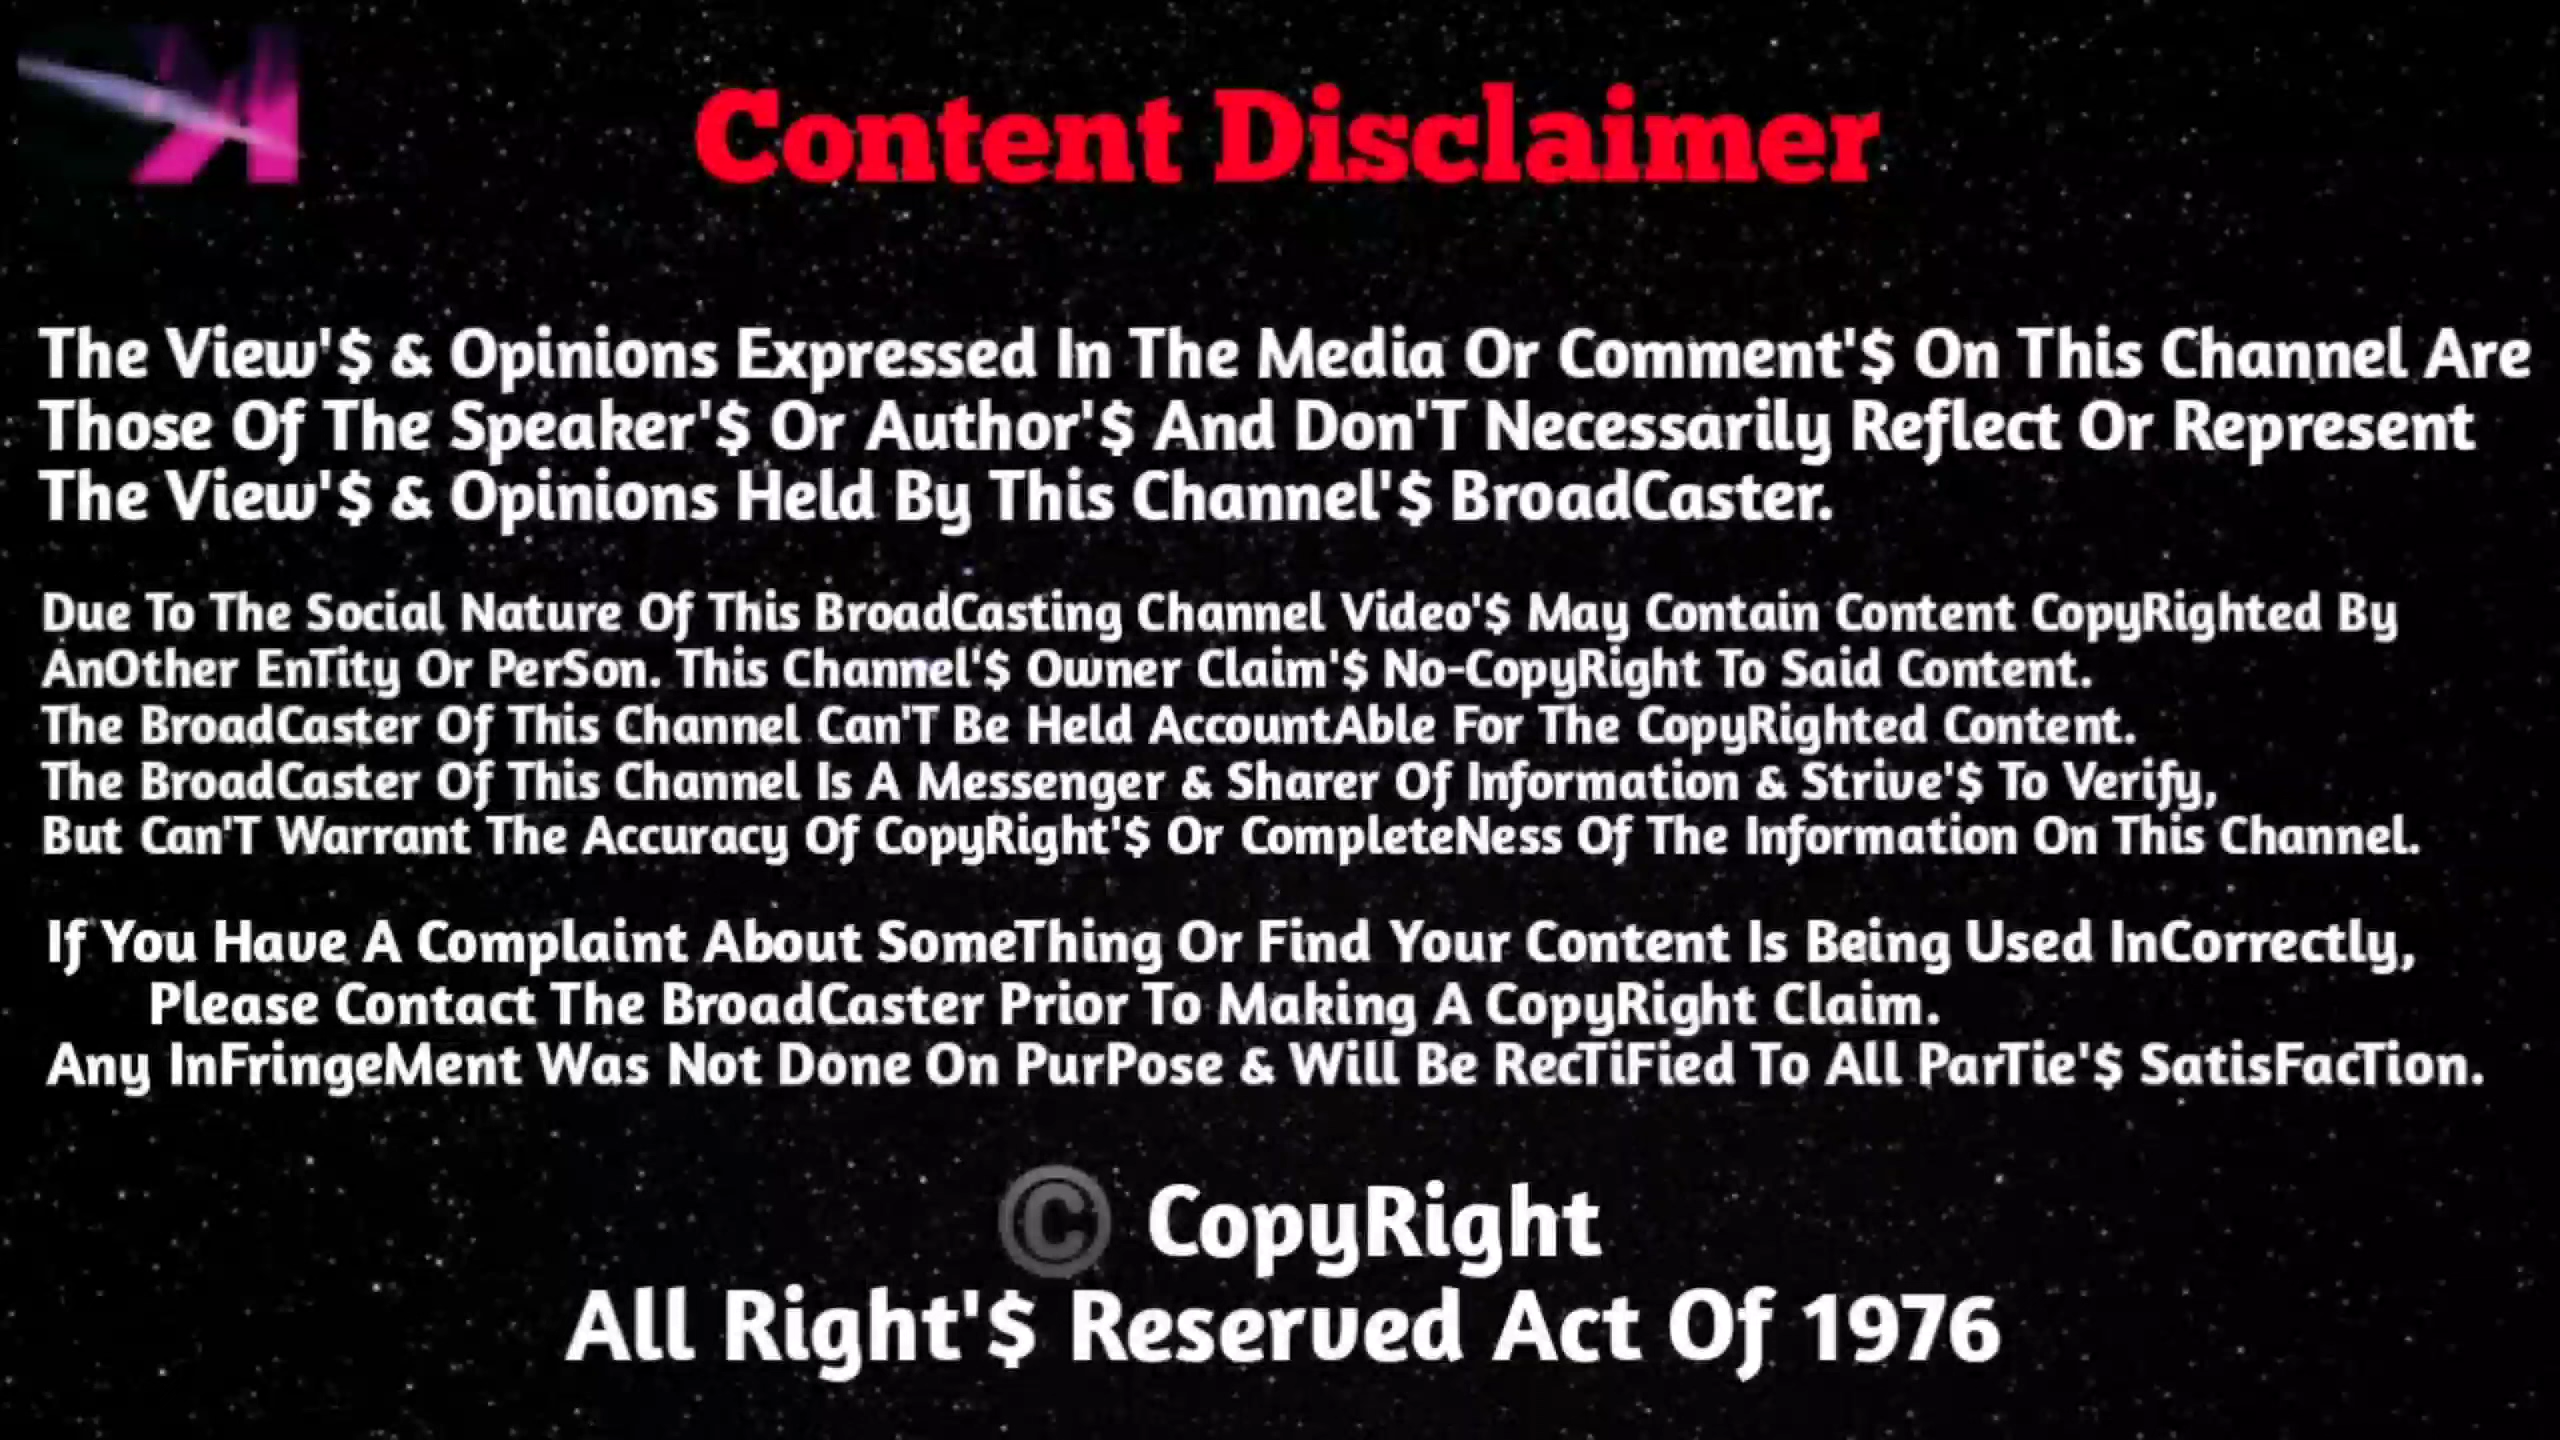 Content Disclaimer
The View'$ & Opinions Expressed In The Media Or Comment'$ On This Channel Are
Those Of The Speaker'$ Or Author'$ And Don'T Necessarily Reflect Or Represent
The View'$ & Opinions Held By This Channel'$ BroadCaster.
Due To The Social Nature Of This BroadCasting Channel Video'$ May Contain Content CopyRighted By
AnOther EnTity Or PerSon. This Channel'$ Owner Claim'$ No-CopyRight To Said Content.
The BroadCaster Of This Channel Can'T Be Held AccountAble For The CopyRighted Content.
The BroadCaster Of This Channel Is A Messenger & Sharer Of Information & Strive'$ To Verify,
But Can'T Warrant The Accuracy Of CopyRight'$ Or CompleteNess Of The Information On This Channel.
If You Have A Complaint About SomeThing Or Find Your Content Is Being Used InCorrectly,
Please Contact The BroadCaster Prior To Making A CopyRight Claim.
Any InFringeMent Was Not Done On PurPose & Will Be RecTiFied To All ParTie'$ SatisFacTion.
© CopyRight
All Right'$ Reserved Act Of 1976